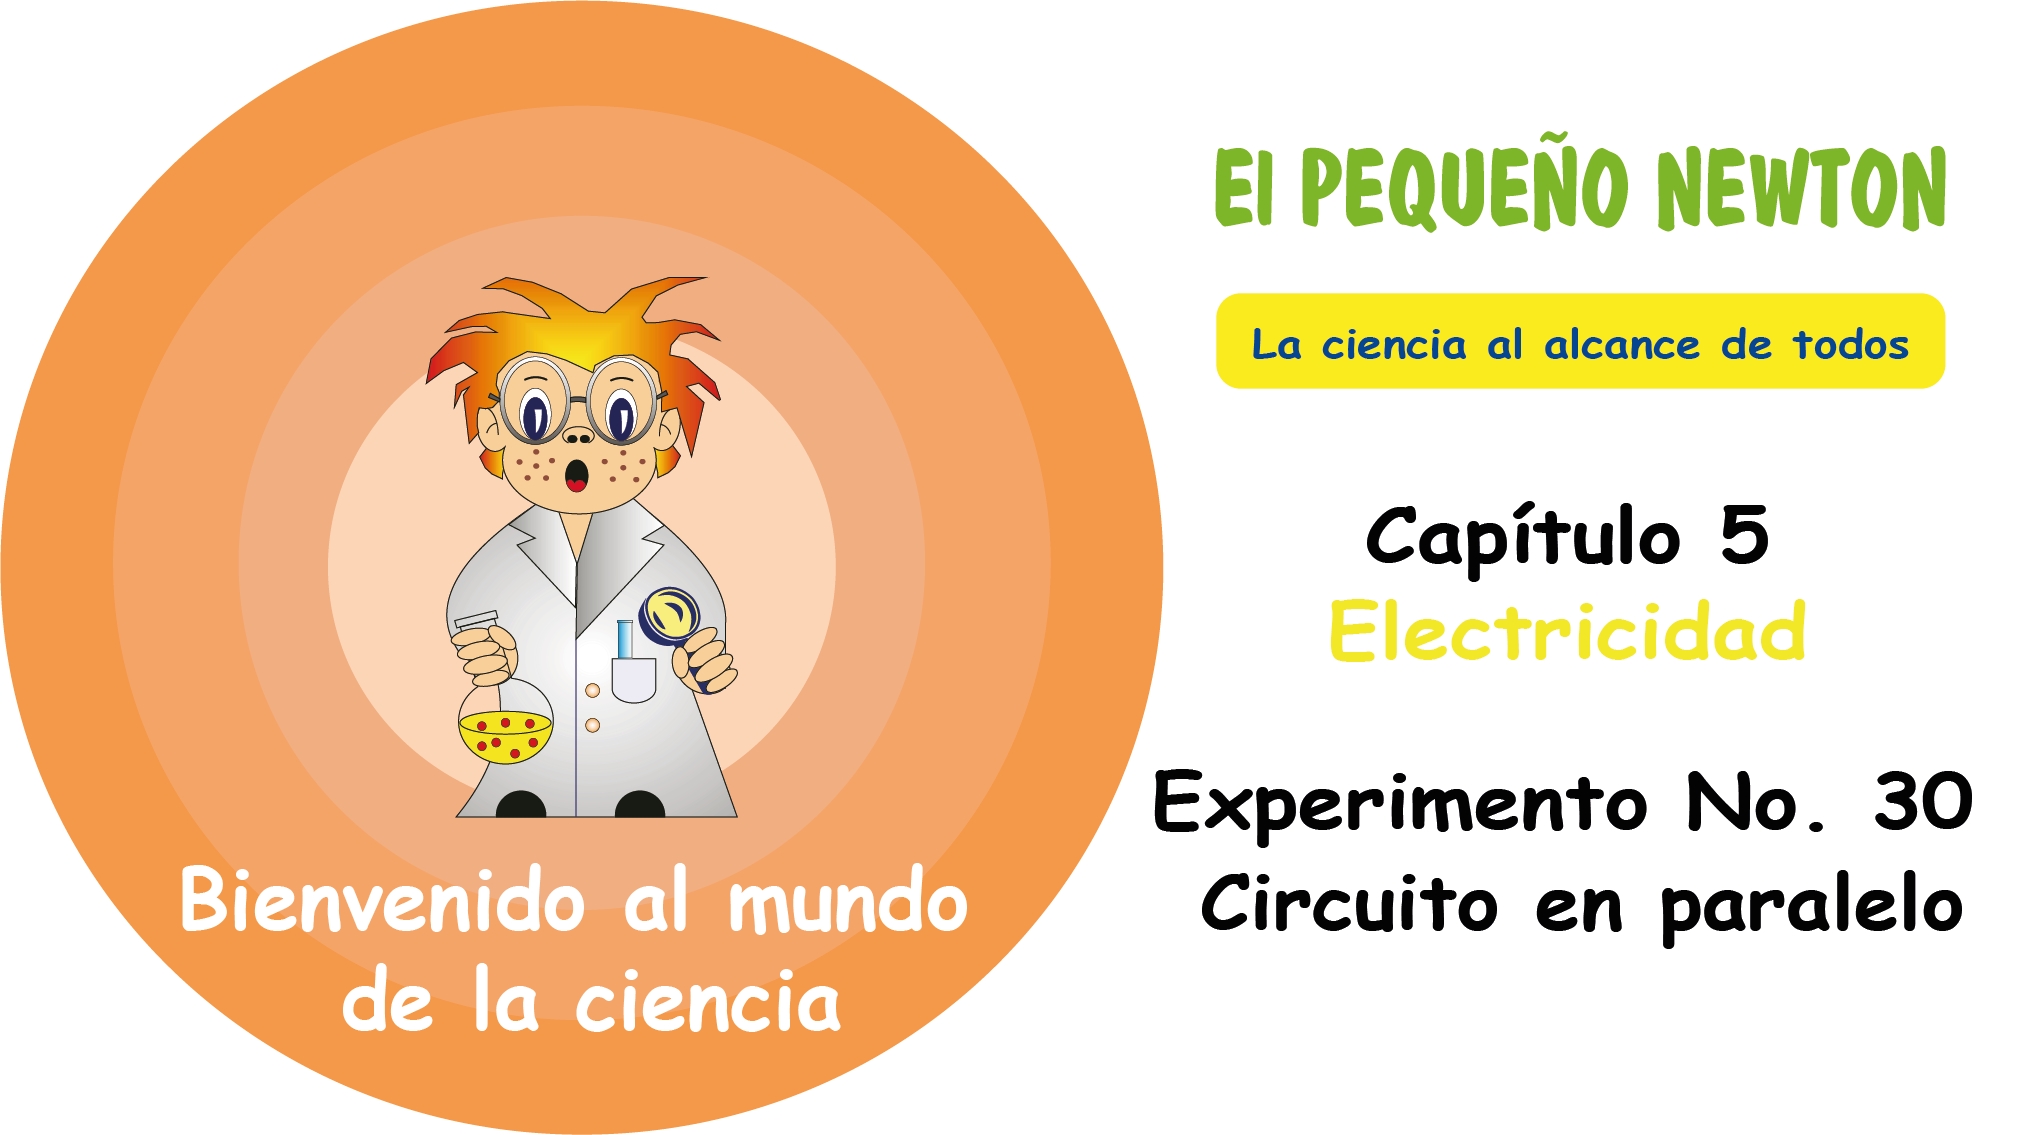 El PEQUEÑO NEWTON
La ciencia al alcance de todos
Capítulo 5
Electricidad
Experimento No. 30
Circuito en paralelo
Bienvenido al mundo
de la ciencia